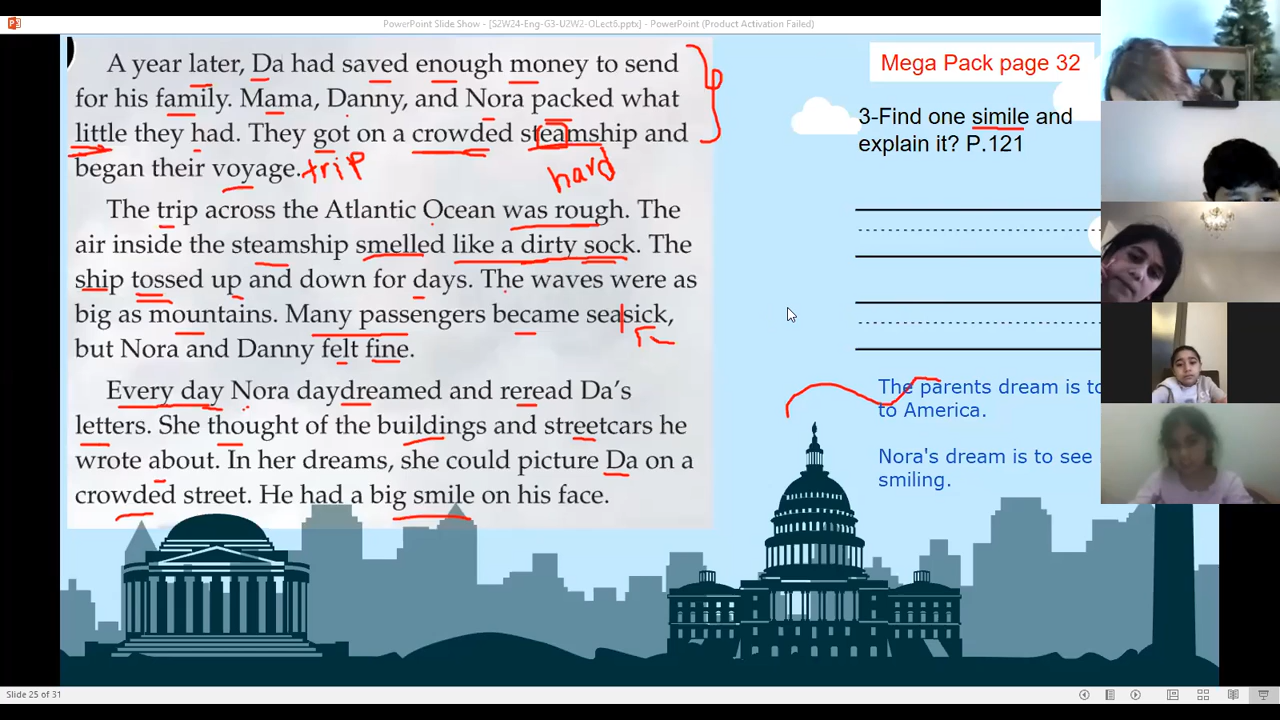 PowerPoint Slide Show - [S2W24-Eng-G3-U2W2-OLect6.pptx] - PowerPoint (Product Activation Failed)
A year later, Da had saved enough money to send
for his family. Mama, Danny, and Nora packed what
little they had. They got on a crowded steamship and
began their voyage. trip
hard
The trip across the Atlantic Ocean was rough. The
air inside the steamship smelled like a dirty sock. The
ship tossed up and down for days. The waves were as
big as mountains. Many passengers became seasick,
but Nora and Danny felt fine.
Every day Nora daydreamed and reread Da's
letters. She thought of the buildings and streetcars he
wrote about. In her dreams, she could picture Da on a
crowded street. He had a big smile on his face.
Mega Pack page 32
3-Find one simile and
explain it? P.121
The parents dream is to
to America.
Nora's dream is to see
smiling.
Slide 25 of 31